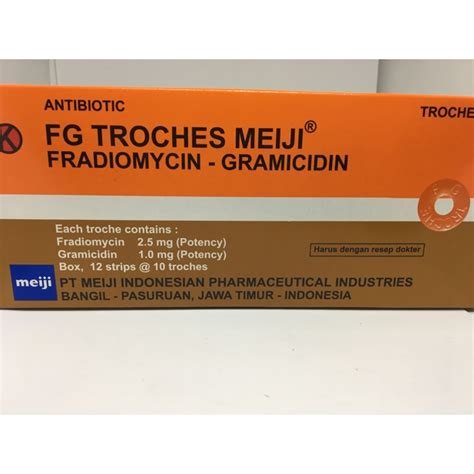 ANTIBIOTIC
TROCHE
K
FG TROCHES MEIJI®
FRADIOMYCIN - GRAMICIDIN
Each troche contains :
Fradiomycin 2.5 mg (Potency)
Gramicidin 1.0 mg (Potency)
Box, 12 strips @ 10 troches
Harus dengan resep dokter
meiji
PT MEIJI INDONESIAN PHARMACEUTICAL INDUSTRIES
BANGIL - PASURUAN, JAWA TIMUR - INDONESIA